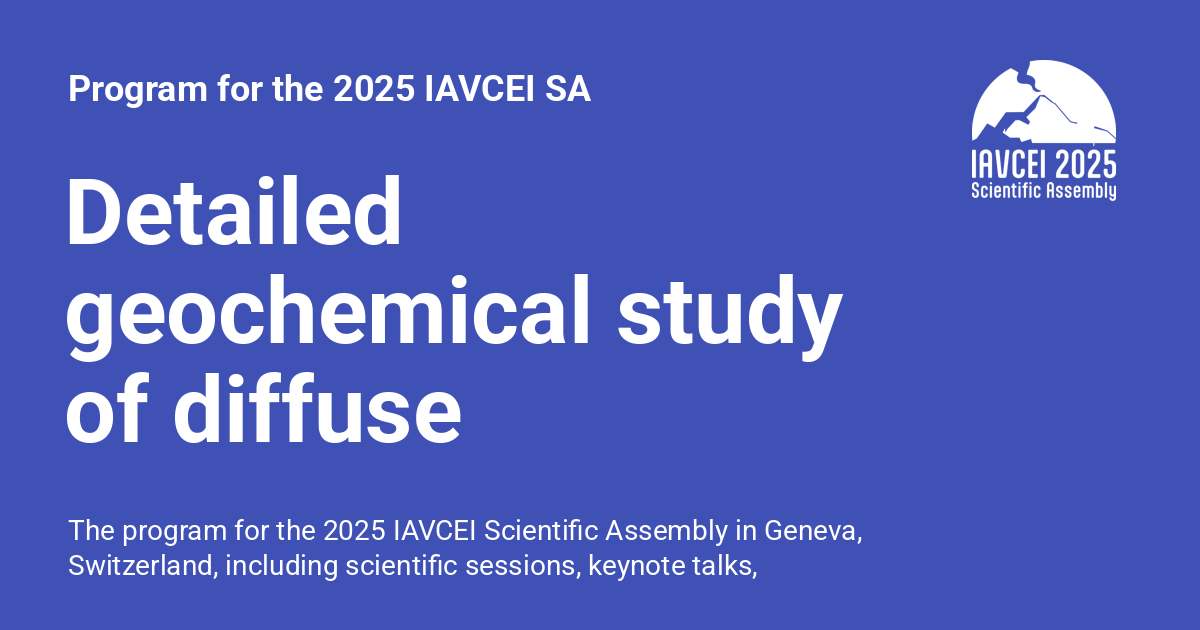 Program for the 2025 IAVCEI SA
IAVCEI 2025
Scientific Assembly
Detailed
geochemical study
of diffuse
The program for the 2025 IAVCEI Scientific Assembly in Geneva,
Switzerland, including scientific sessions, keynote talks,